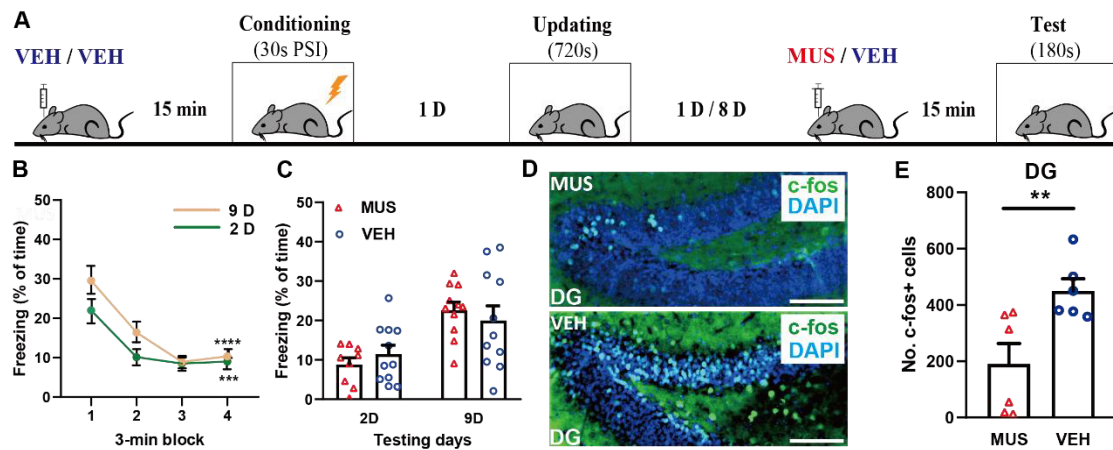 A
VEH / VEH
15 min
Conditioning
(30s PSI)
1 D
Updating
(720s)
1 D / 8 D
MUS / VEH
15 min
Test
(180s)
B
Freezing (% of time)
50
40
30
20
10
0
9 D
2 D
****
***
1 2 3 4
3-min block
C
Freezing (% of time)
50
40
30
20
10
0
MUS
VEH
2D 9D
Testing days
D
MUS
c-fos
DAPI
DG
VEH
c-fos
DAPI
DG
E
DG
**
No. c-fos+ cells
800
600
400
200
0
MUS VEH